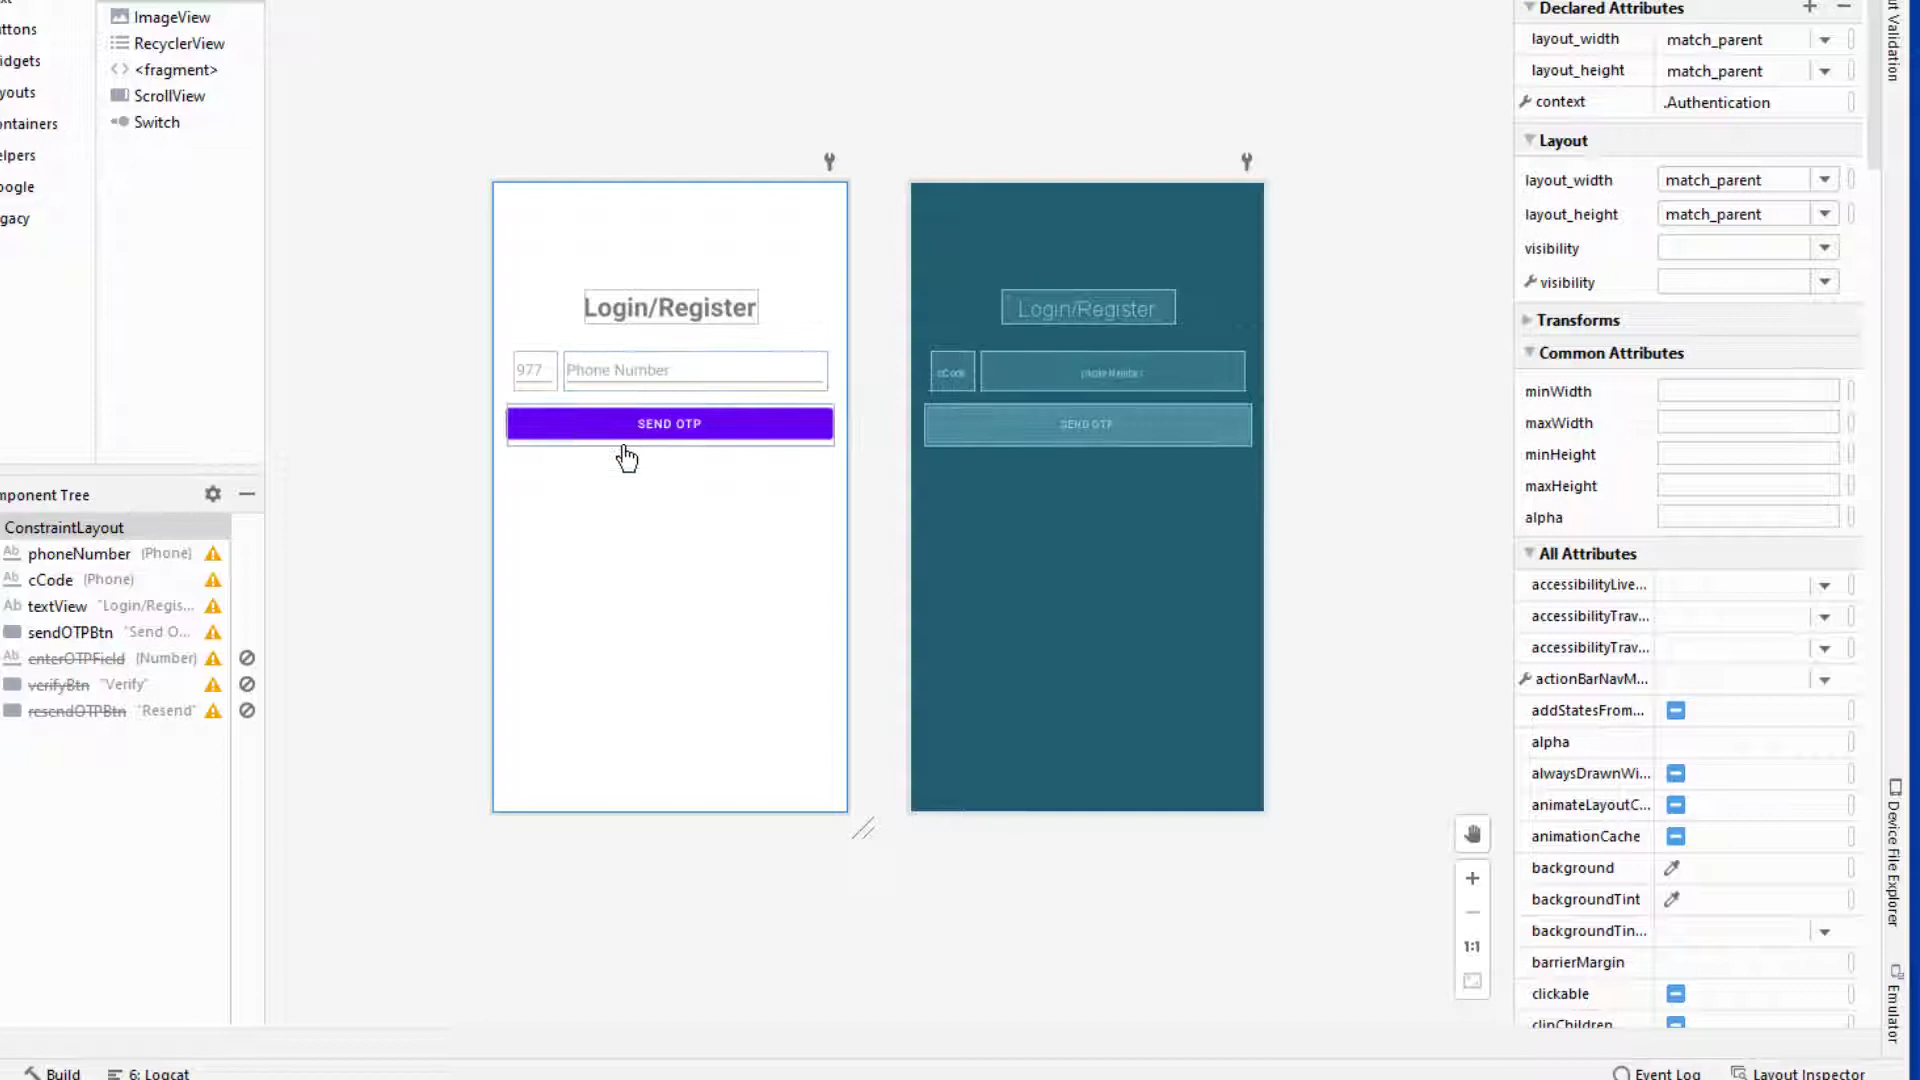 ttons
idgets
youts
ontainers
elpers
oogle
gacy
ImageView
RecyclerView
<fragment>
ScrollView
Switch
mponent Tree
ConstraintLayout
phoneNumber (Phone)
cCode (Phone)
textView "Login/Regis...
sendOTPBtn "Send O...
enterOTPField (Number)
verifyBtn "Verify"
resendOTPBtn "Resend"
Login/Register
977 Phone Number
SEND OTP
Login/Register
cCode phoneNumber
SEND OTP
1:1
Declared Attributes
layout_width match_parent
layout_height match_parent
context .Authentication
Layout
layout_width match_parent
layout_height match_parent
visibility
visibility
Transforms
Common Attributes
minWidth
maxWidth
minHeight
maxHeight
alpha
All Attributes
accessibilityLive...
accessibilityTrav...
accessibilityTrav...
actionBarNavM...
addStatesFrom...
alpha
alwaysDrawnWi...
animateLayoutC...
animationCache
background
backgroundTint
backgroundTin...
barrierMargin
clickable
clipChildren
ut Validation
Device File Explorer
Emulator
Build 6: Logcat
Event Log Layout Inspector